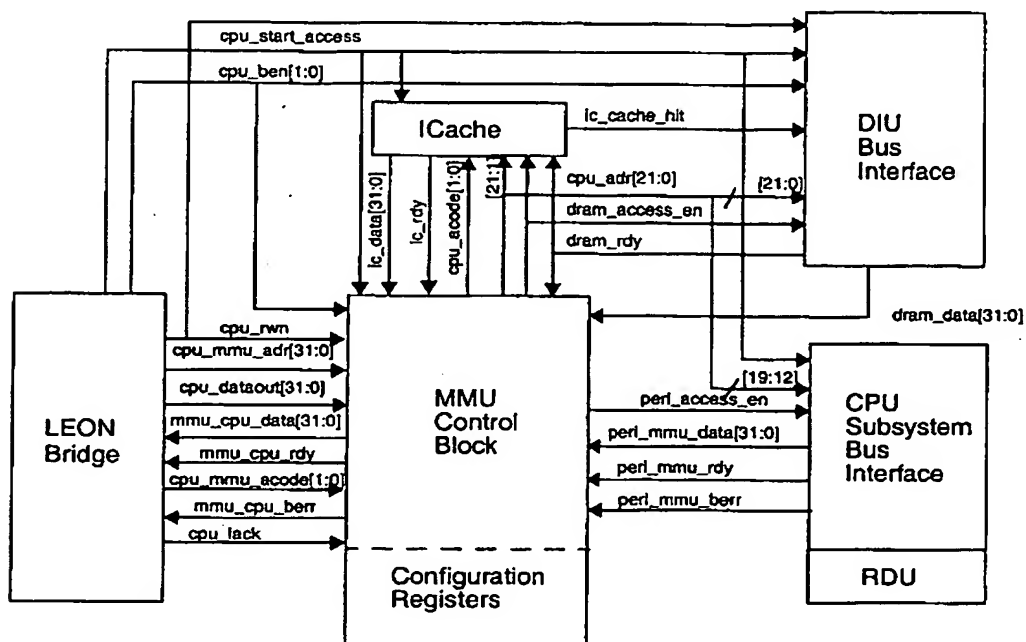 cpu_start_access
cpu_ben[1:0]
ICache
ic_cache_hit
DIU
Bus
Interface
ic_data[31:0]
ic_rdy
cpu_acode[1:0]
[21:1]
cpu_adr[21:0]
[21:0]
dram_access_en
dram_rdy
dram_data[31:0]
LEON
Bridge
cpu_rwn
cpu_mmu_adr[31:0]
cpu_dataout[31:0]
mmu_cpu_data[31:0]
mmu_cpu_rdy
cpu_mmu_acode[1:0]
mmu_cpu_berr
cpu_iack
MMU
Control
Block
Configuration
Registers
[19:12]
peri_access_en
peri_mmu_data[31:0]
peri_mmu_rdy
peri_mmu_berr
CPU
Subsystem
Bus
Interface
RDU